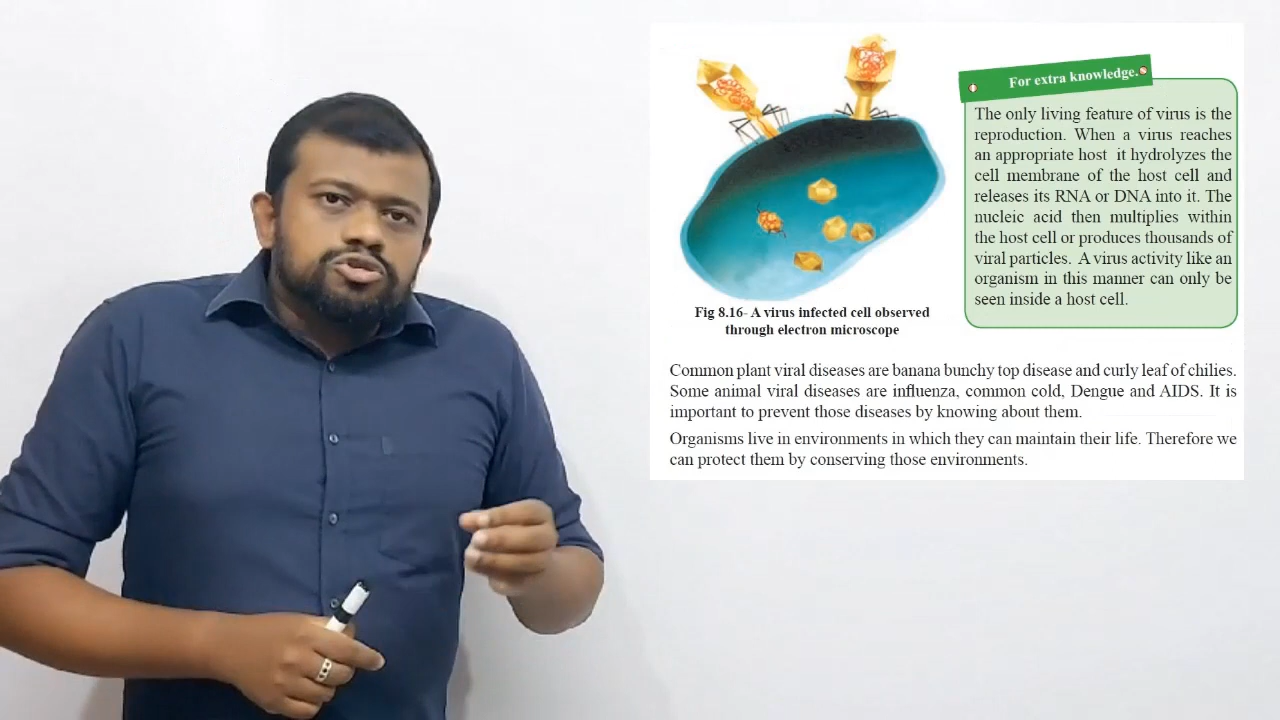 For extra knowledge.
The only living feature of virus is the
reproduction. When a virus reaches
an appropriate host it hydrolyzes the
cell membrane of the host cell and
releases its RNA or DNA into it. The
nucleic acid then multiplies within
the host cell or produces thousands of
viral particles. A virus activity like an
organism in this manner can only be
seen inside a host cell.
Fig 8.16- A virus infected cell observed
through electron microscope
Common plant viral diseases are banana bunchy top disease and curly leaf of chilies.
Some animal viral diseases are influenza, common cold, Dengue and AIDS. It is
important to prevent those diseases by knowing about them.
Organisms live in environments in which they can maintain their life. Therefore we
can protect them by conserving those environments.